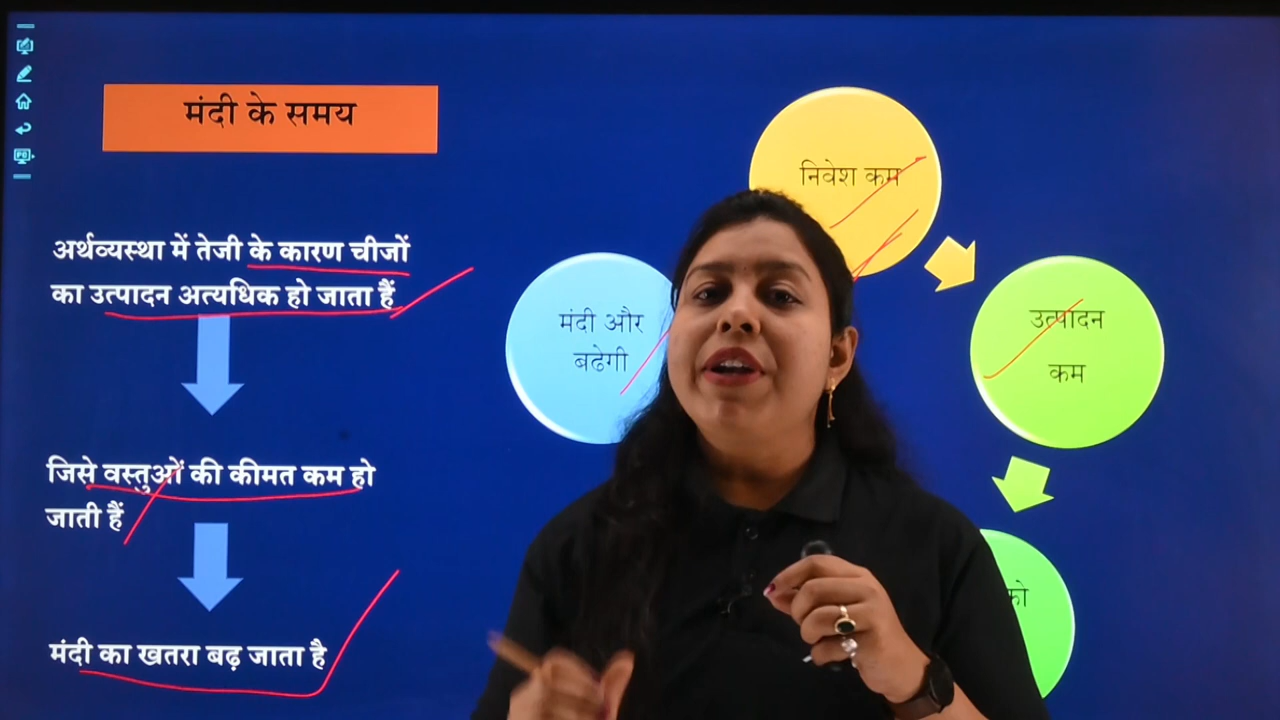 मंदी के समय
अर्थव्यस्था में तेजी के कारण चीजों
का उत्पादन अत्यधिक हो जाता हैं
जिसे वस्तुओं की कीमत कम हो
जाती हैं
मंदी का खतरा बढ़ जाता है
निवेश कम
उत्पादन
कम
को
मंदी और
बढेगी